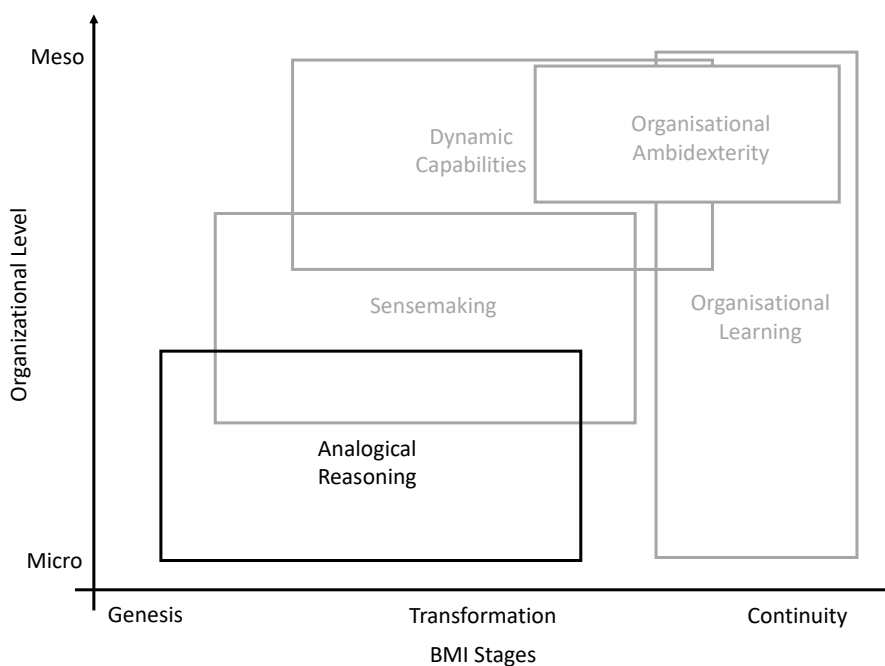 Meso
Organisational
Ambidexterity
Dynamic
Capabilities
Organizational Level
Sensemaking
Organisational
Learning
Analogical
Reasoning
Micro
Genesis
Transformation
Continuity
BMI Stages